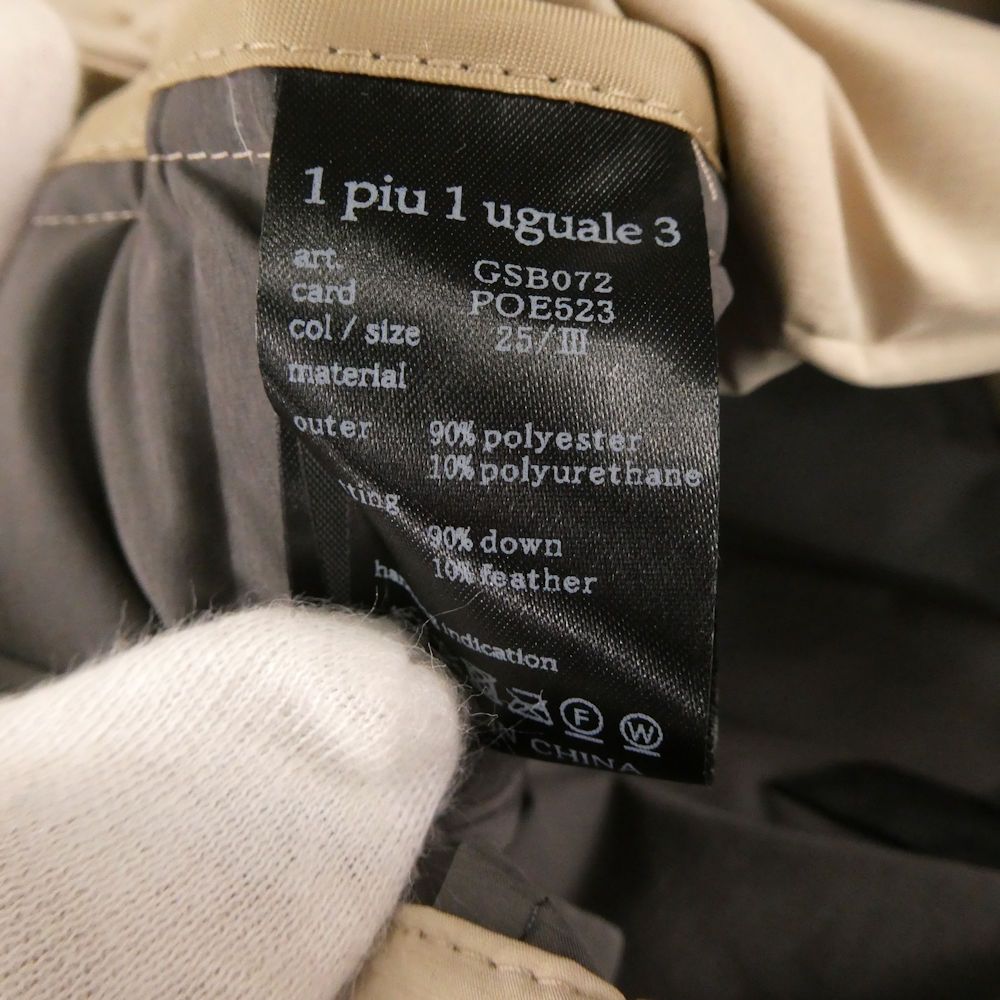 1 piu 1 uguale 3
art. GSB072
card POE523
col / size 25/III
material
outer 90% polyester
10% polyurethane
90% down
10% feather
indication
F W
CHINA